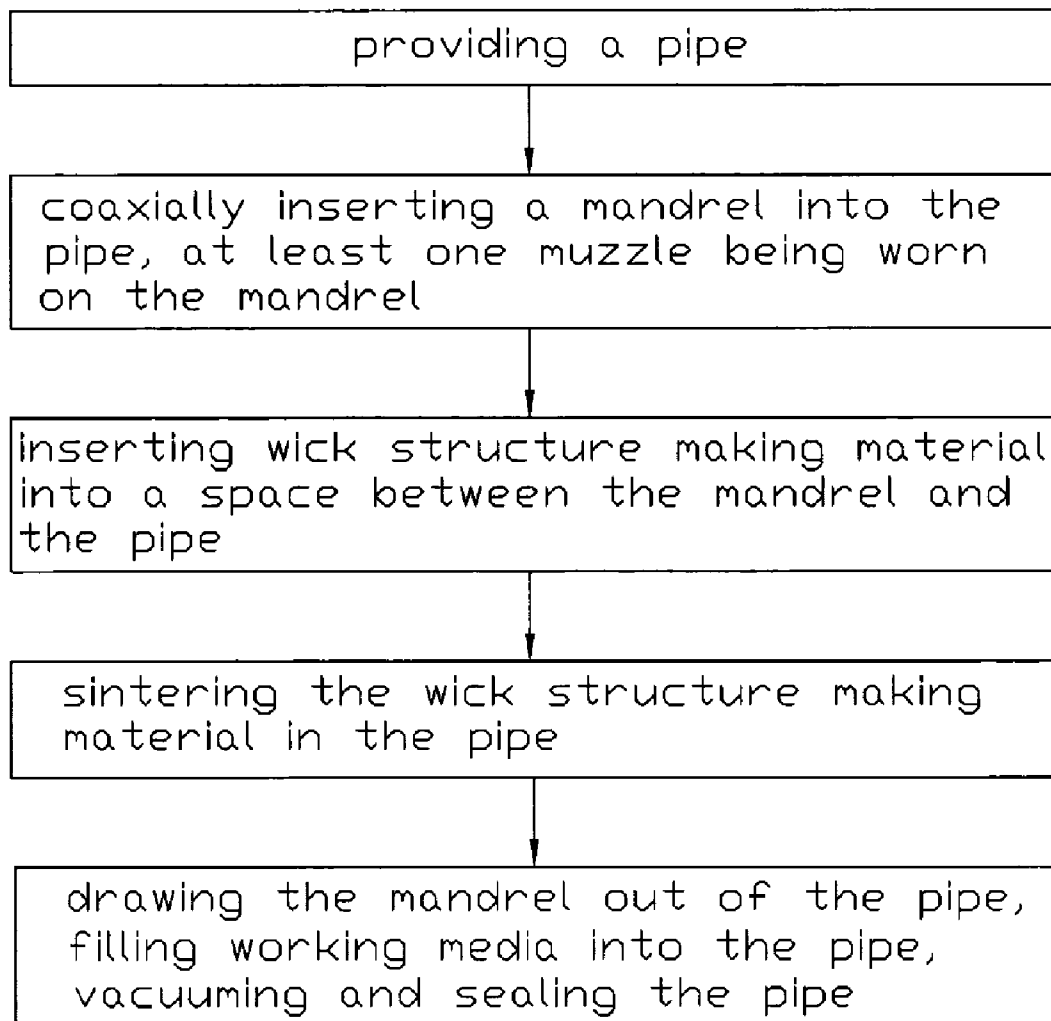 providing a pipe
coaxially inserting a mandrel into the
pipe, at least one muzzle being worn
on the mandrel
inserting wick structure making material
into a space between the mandrel and
the pipe
sintering the wick structure making
material in the pipe
drawing the mandrel out of the pipe,
filling working media into the pipe,
vacuuming and sealing the pipe